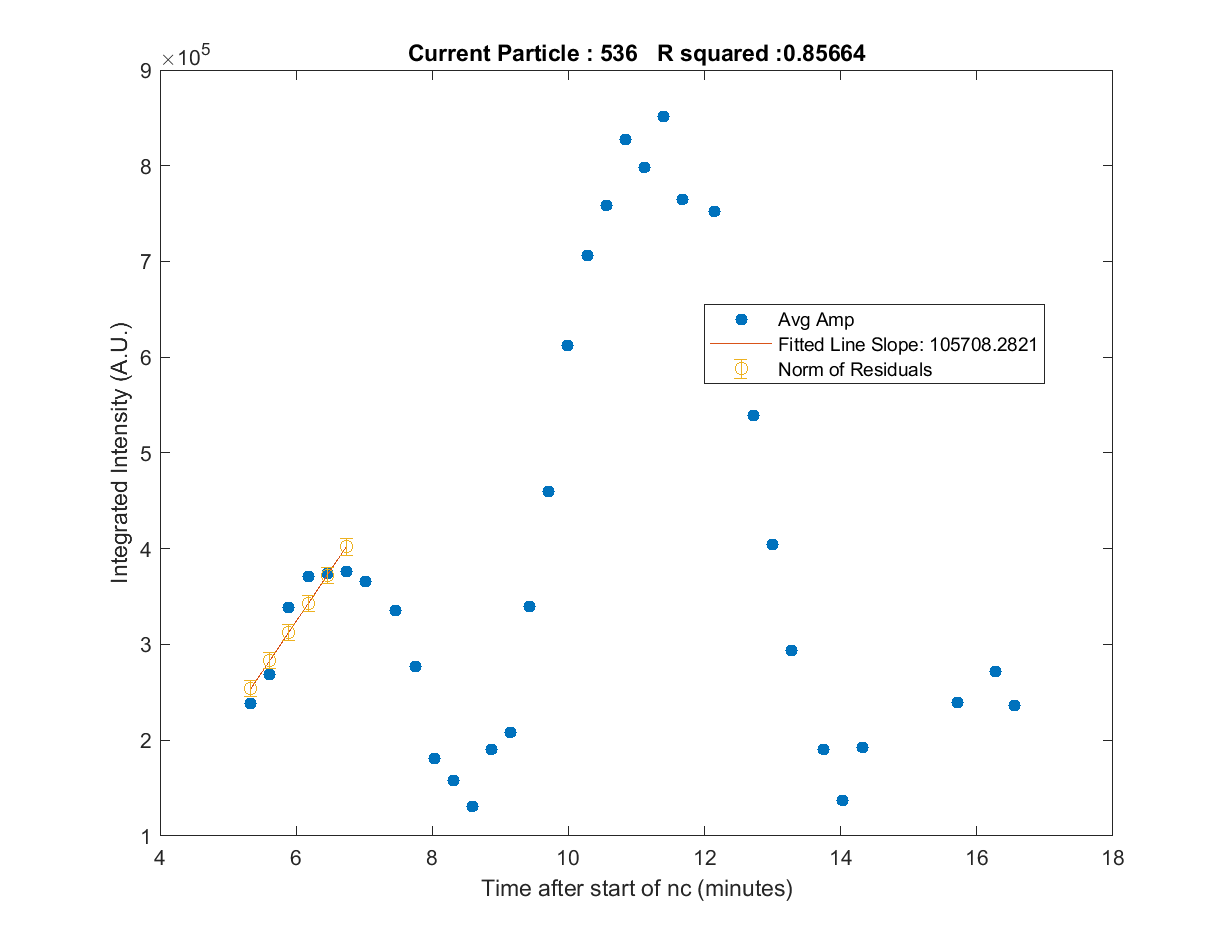 Current Particle : 536   R squared :0.85664
×10^5
9
8
7
6
5
4
3
2
1
Integrated Intensity (A.U.)
Avg Amp
Fitted Line Slope: 105708.2821
Norm of Residuals
4 6 8 10 12 14 16 18
Time after start of nc (minutes)